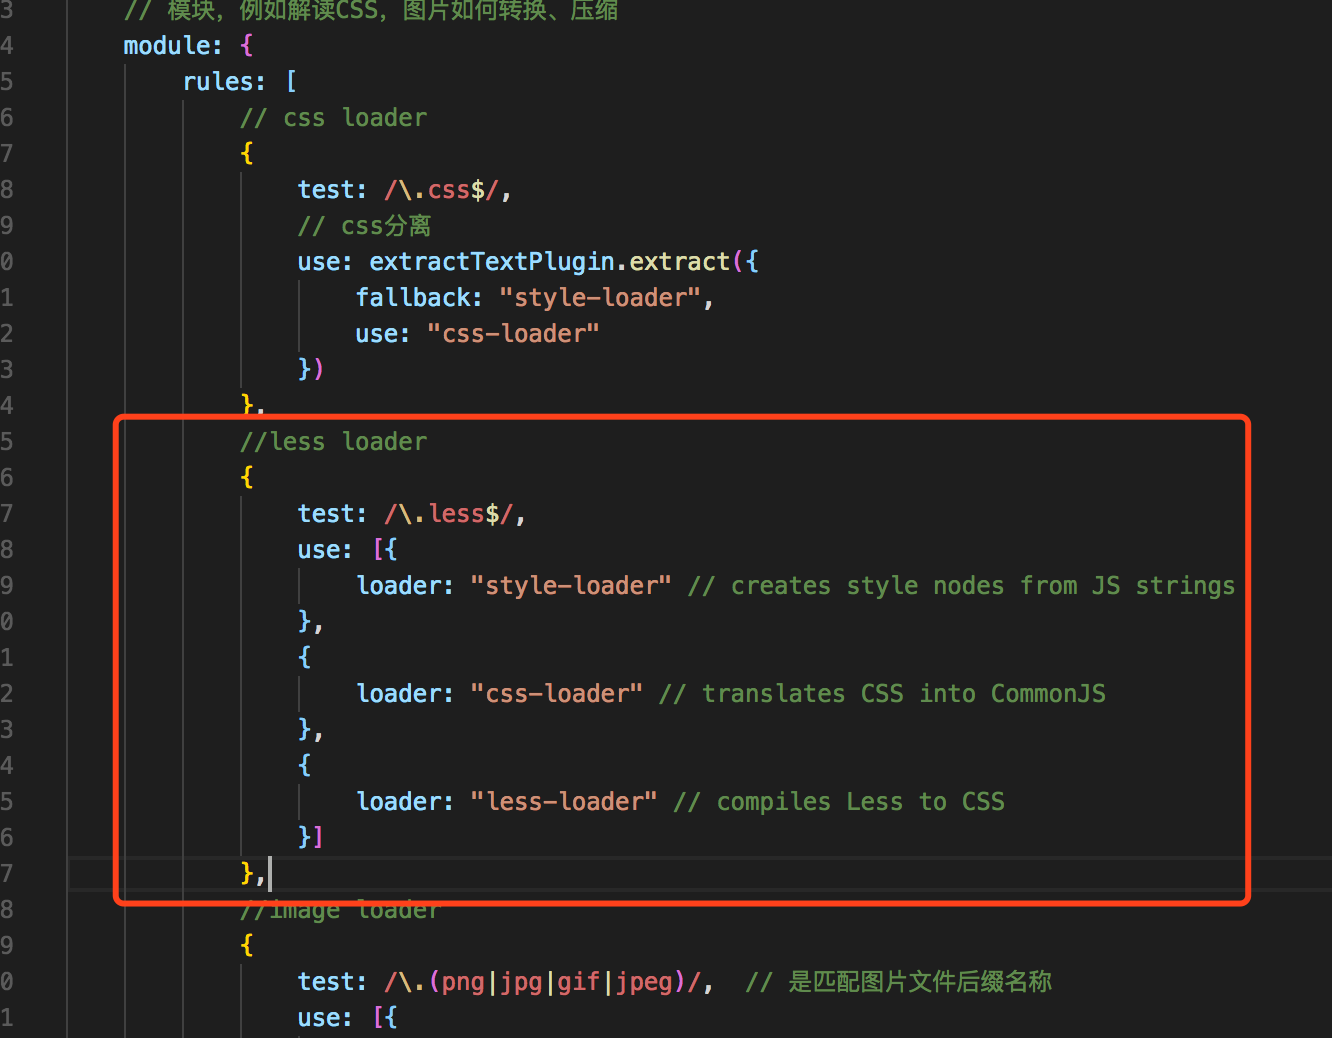 3 // 模块，例如解读CSS，图片如何转换、压缩
4 module: {
5 rules: [
6 // css loader
7 {
8 test: /\.css$/,
9 // css分离
0 use: extractTextPlugin.extract({
1 fallback: "style-loader",
2 use: "css-loader"
3 })
4 },
5 //less loader
6 {
7 test: /\.less$/,
8 use: [{
9 loader: "style-loader" // creates style nodes from JS strings
0 },
1 {
2 loader: "css-loader" // translates CSS into CommonJS
3 },
4 {
5 loader: "less-loader" // compiles Less to CSS
6 }]
7 },
8 //image loader
9 {
0 test: /\.(png|jpg|gif|jpeg)/, // 是匹配图片文件后缀名称
1 use: [{